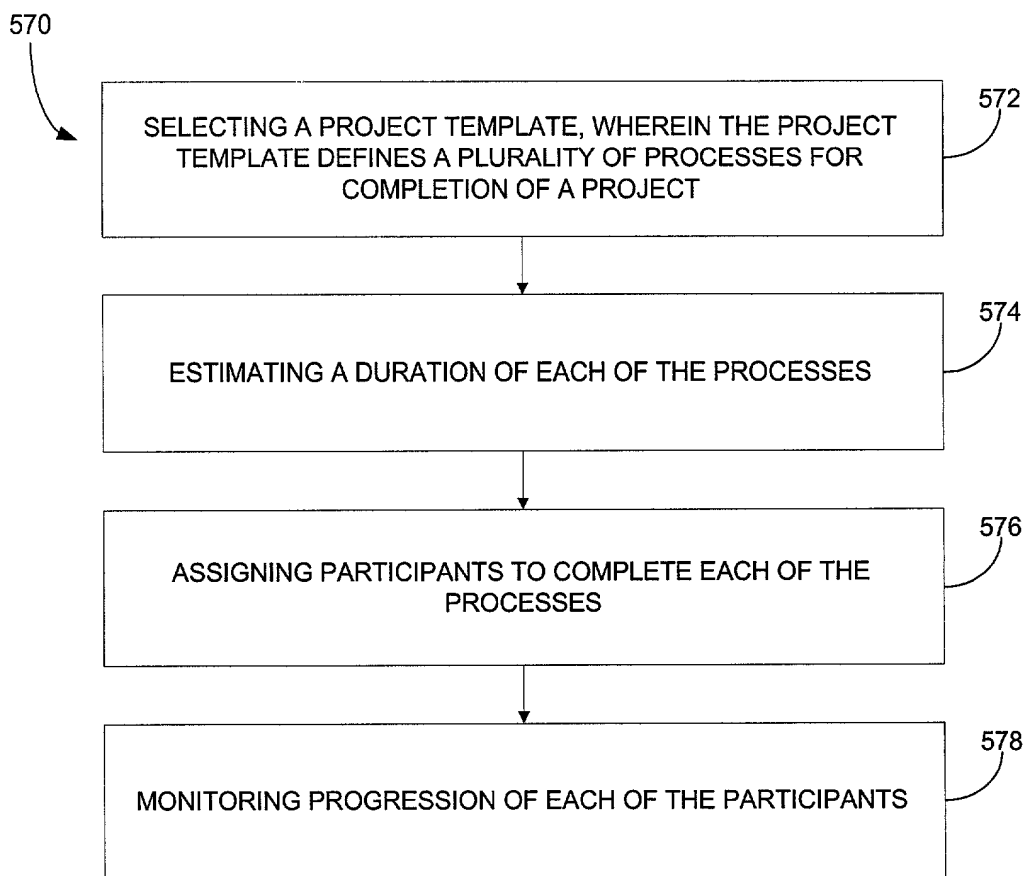 570
572
SELECTING A PROJECT TEMPLATE, WHEREIN THE PROJECT
TEMPLATE DEFINES A PLURALITY OF PROCESSES FOR
COMPLETION OF A PROJECT
574
ESTIMATING A DURATION OF EACH OF THE PROCESSES
576
ASSIGNING PARTICIPANTS TO COMPLETE EACH OF THE
PROCESSES
578
MONITORING PROGRESSION OF EACH OF THE PARTICIPANTS